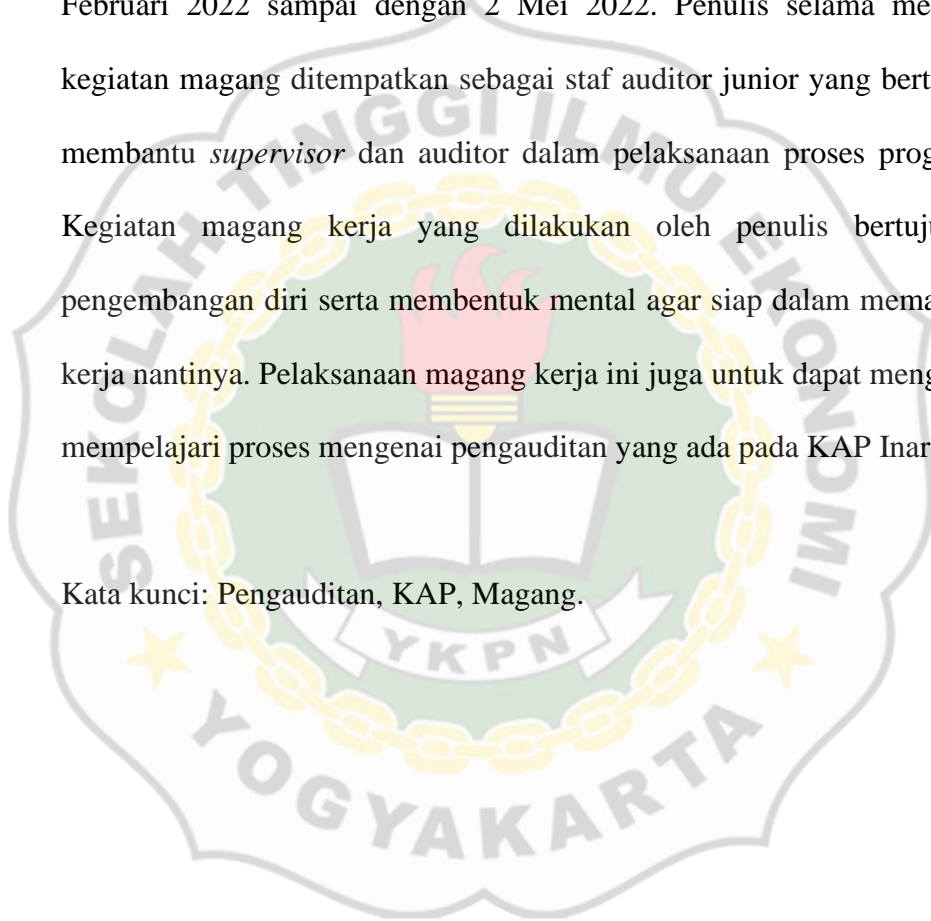 Februari 2022 sampai dengan 2 Mei 2022. Penulis selama me
kegiatan magang ditempatkan sebagai staf auditor junior yang bert
membantu supervisor dan auditor dalam pelaksanaan proses prog
Kegiatan magang kerja yang dilakukan oleh penulis bertuj
pengembangan diri serta membentuk mental agar siap dalam mema
kerja nantinya. Pelaksanaan magang kerja ini juga untuk dapat meng
mempelajari proses mengenai pengauditan yang ada pada KAP Inar
Kata kunci: Pengauditan, KAP, Magang.
SEKOLAH TINGGI ILMU EKONOMI
YKPN
YOGYAKARTA